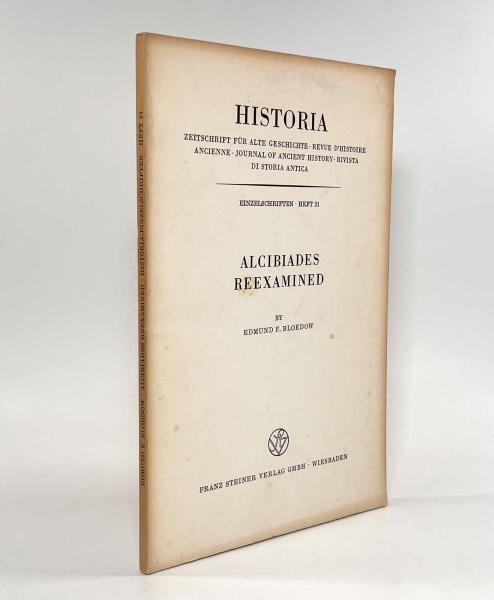 HISTORIA
ZEITSCHRIFT FÜR ALTE GESCHICHTE · REVUE D'HISTOIRE
ANCIENNE · JOURNAL OF ANCIENT HISTORY · RIVISTA
DI STORIA ANTICA
EINZELSCHRIFTEN · HEFT 21
ALCIBIADES
REEXAMINED
BY
EDMUND F. BLOEDOW
FRANZ STEINER VERLAG GMBH · WIESBADEN
EDMUND F. BLOEDOW · ALCIBIADES REEXAMINED · HISTORIA-EINZELSCHRIFTEN · HEFT 21